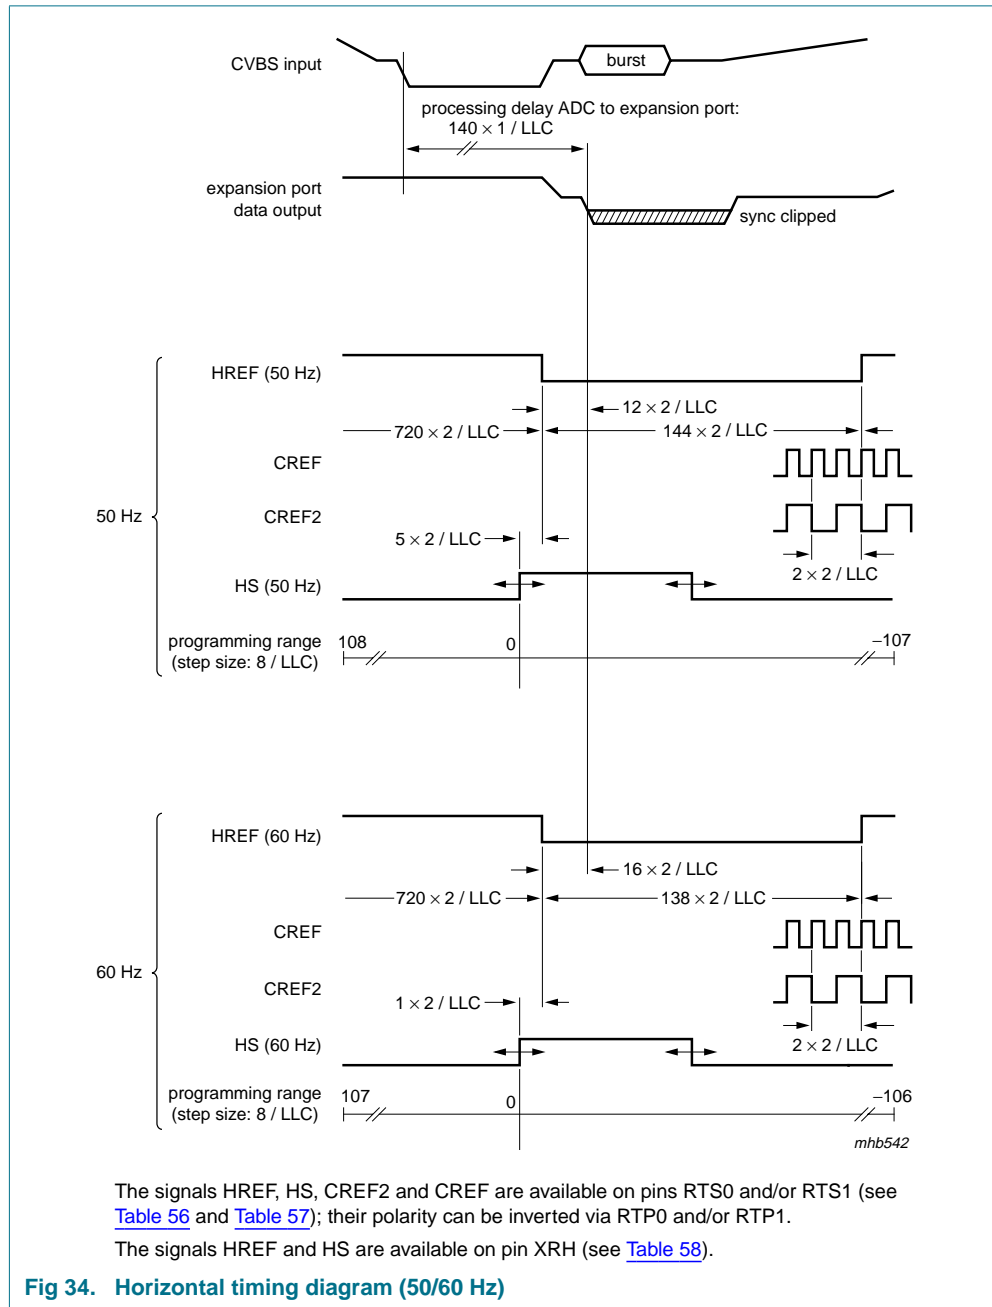 CVBS input
burst
processing delay ADC to expansion port:
140 × 1 / LLC
expansion port
data output
sync clipped
50 Hz
HREF (50 Hz)
12 × 2 / LLC
720 × 2 / LLC
144 × 2 / LLC
CREF
CREF2
5 × 2 / LLC
2 × 2 / LLC
HS (50 Hz)
programming range
(step size: 8 / LLC)
108
0
−107
60 Hz
HREF (60 Hz)
16 × 2 / LLC
720 × 2 / LLC
138 × 2 / LLC
CREF
CREF2
1 × 2 / LLC
2 × 2 / LLC
HS (60 Hz)
programming range
(step size: 8 / LLC)
107
0
−106
mhb542
The signals HREF, HS, CREF2 and CREF are available on pins RTS0 and/or RTS1 (see
Table 56 and Table 57); their polarity can be inverted via RTP0 and/or RTP1.
The signals HREF and HS are available on pin XRH (see Table 58).
Fig 34. Horizontal timing diagram (50/60 Hz)